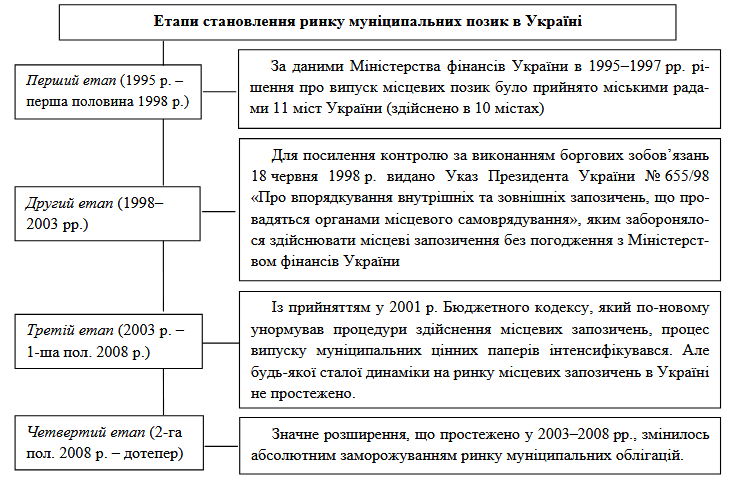 Етапи становлення ринку муніципальних позик в Україні
Перший етап (1995 р. –
перша половина 1998 р.)
За даними Міністерства фінансів України в 1995–1997 рр. рі-
шення про випуск місцевих позик було прийнято міськими рада-
ми 11 міст України (здійснено в 10 містах)
Другий етап (1998–
2003 рр.)
Для посилення контролю за виконанням боргових зобов’язань
18 червня 1998 р. видано Указ Президента України № 655/98
«Про впорядкування внутрішніх та зовнішніх запозичень, що про-
вадяться органами місцевого самоврядування», яким забороняло-
ся здійснювати місцеві запозичення без погодження з Міністерст-
вом фінансів України
Третій етап (2003 р. –
1-ша пол. 2008 р.)
Із прийняттям у 2001 р. Бюджетного кодексу, який по-новому
унормував процедури здійснення місцевих запозичень, процес
випуску муніципальних цінних паперів інтенсифікувався. Але
будь-якої сталої динаміки на ринку місцевих запозичень в Україні
не простежено.
Четвертий етап (2-га
пол. 2008 р. – дотепер)
Значне розширення, що простежено у 2003–2008 рр., змінилось
абсолютним заморожуванням ринку муніципальних облігацій.